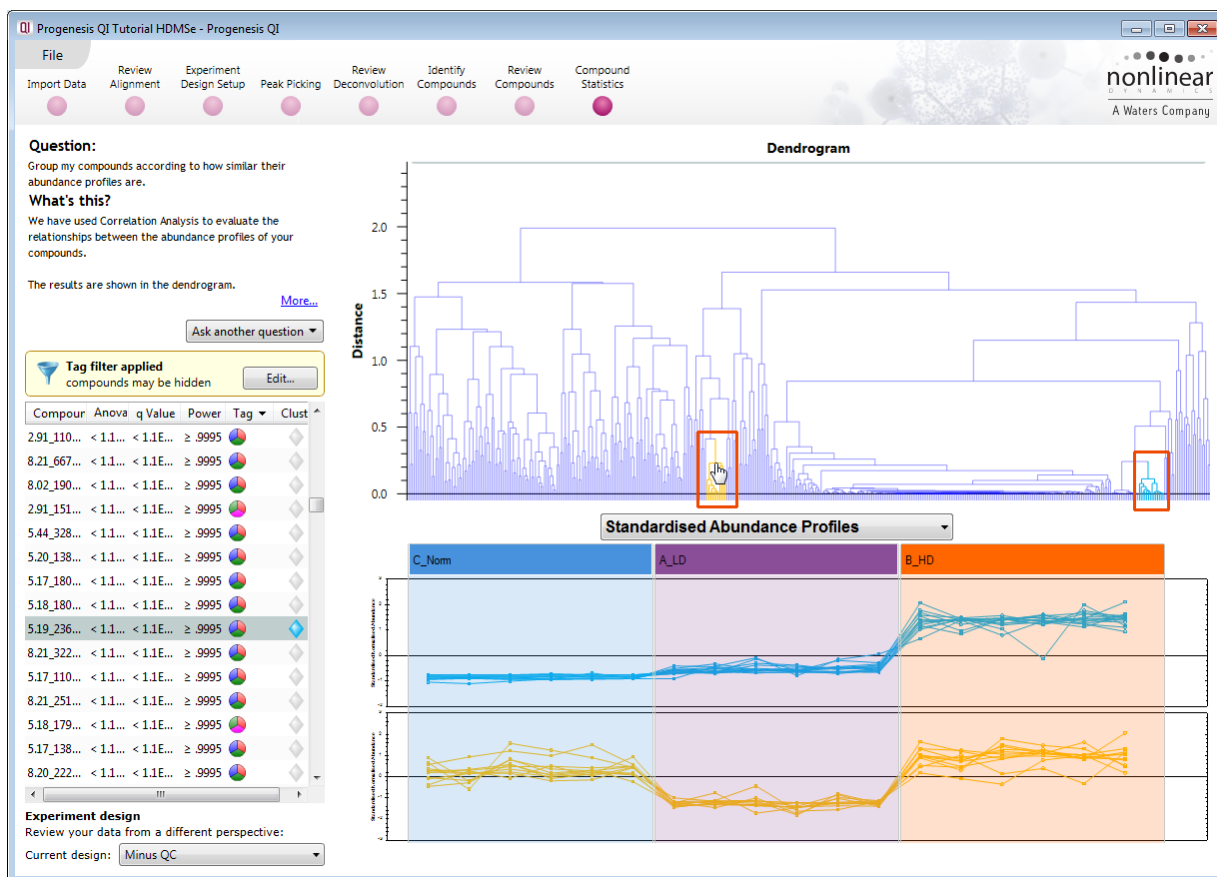 Progenesis QI Tutorial HDMSe - Progenesis QI
File
Import Data
Review Alignment
Experiment Design Setup
Peak Picking
Review Deconvolution
Identify Compounds
Review Compounds
Compound Statistics
nonlinear
DYNAMICS
A Waters Company
Question:
Group my compounds according to how similar their
abundance profiles are.
What's this?
We have used Correlation Analysis to evaluate the
relationships between the abundance profiles of your
compounds.
The results are shown in the dendrogram.
More...
Ask another question
Tag filter applied
compounds may be hidden
Edit...
Compour Anova q Value Power Tag Clust
2.91_110... < 1.1... < 1.1E... ≥ .9995
8.21_667... < 1.1... < 1.1E... ≥ .9995
8.02_190... < 1.1... < 1.1E... ≥ .9995
2.91_151... < 1.1... < 1.1E... ≥ .9995
5.44_328... < 1.1... < 1.1E... ≥ .9995
5.20_138... < 1.1... < 1.1E... ≥ .9995
5.17_180... < 1.1... < 1.1E... ≥ .9995
5.18_180... < 1.1... < 1.1E... ≥ .9995
5.19_236... < 1.1... < 1.1E... ≥ .9995
8.21_322... < 1.1... < 1.1E... ≥ .9995
5.17_110... < 1.1... < 1.1E... ≥ .9995
8.21_251... < 1.1... < 1.1E... ≥ .9995
5.18_179... < 1.1... < 1.1E... ≥ .9995
5.17_138... < 1.1... < 1.1E... ≥ .9995
8.20_222... < 1.1... < 1.1E... ≥ .9995
Experiment design
Review your data from a different perspective:
Current design: Minus QC
Dendrogram
Distance
2.0
1.5
1.0
0.5
0.0
Standardised Abundance Profiles
C_Norm
A_LD
B_HD